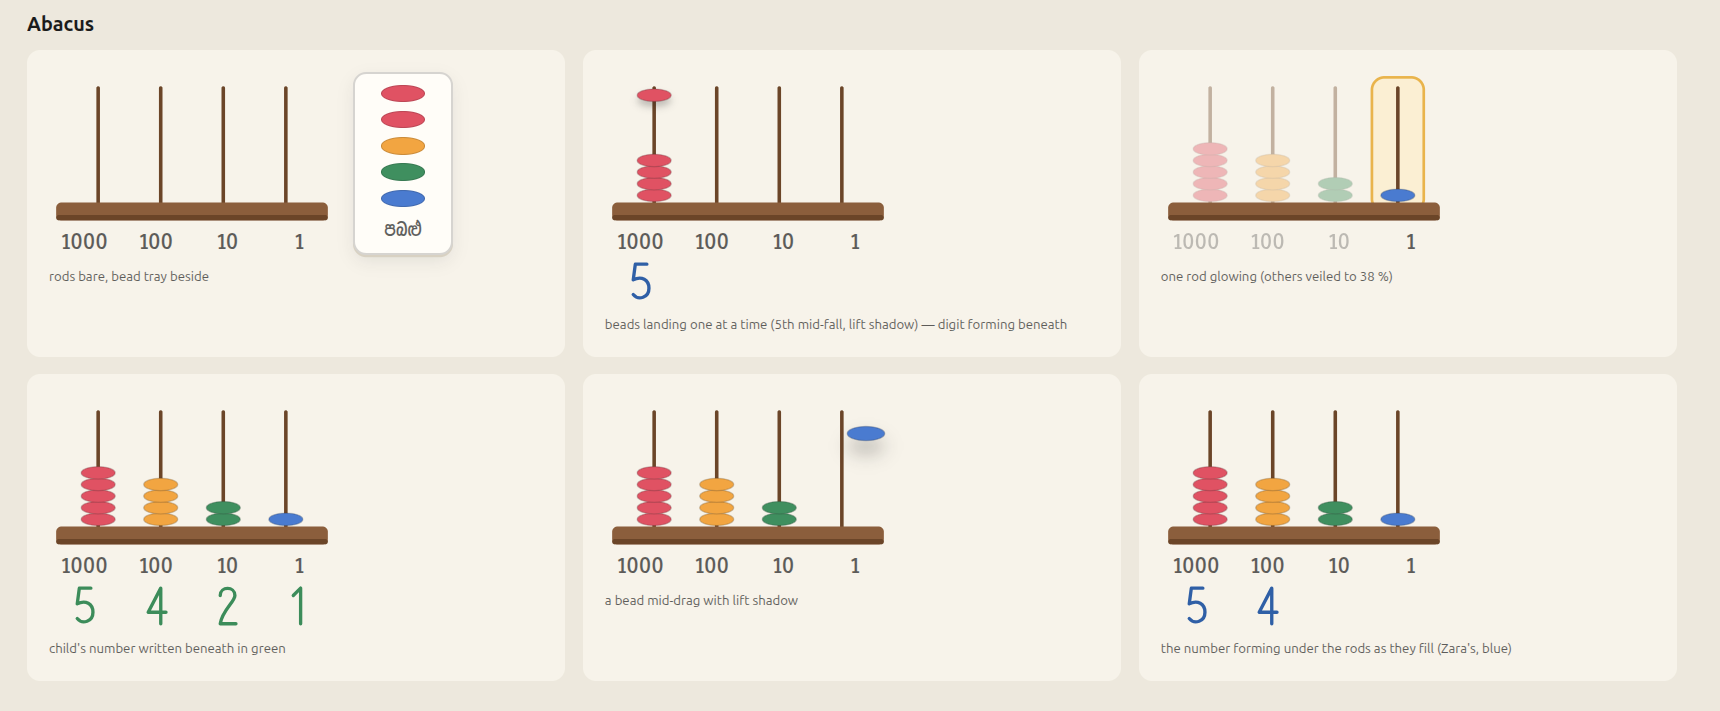 Abacus
1000 100 10 1
පබළු
rods bare, bead tray beside
1000 100 10 1
5
beads landing one at a time (5th mid-fall, lift shadow) — digit forming beneath
1000 100 10 1
one rod glowing (others veiled to 38 %)
1000 100 10 1
5 4 2 1
child's number written beneath in green
1000 100 10 1
a bead mid-drag with lift shadow
1000 100 10 1
5 4
the number forming under the rods as they fill (Zara's, blue)